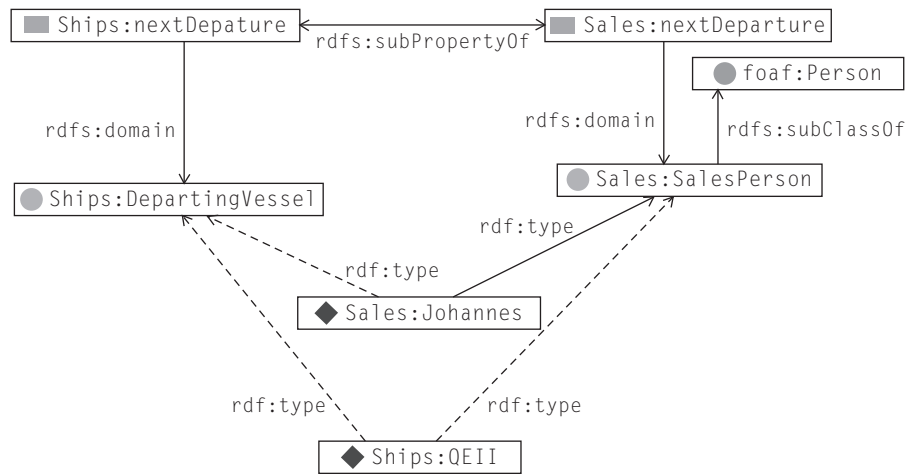 Ships:nextDepature
rdfs:subPropertyOf
Sales:nextDeparture
foaf:Person
rdfs:domain
rdfs:domain
rdfs:subClassOf
Ships:DepartingVessel
Sales:SalesPerson
rdf:type
rdf:type
Sales:Johannes
rdf:type
rdf:type
Ships:QEII